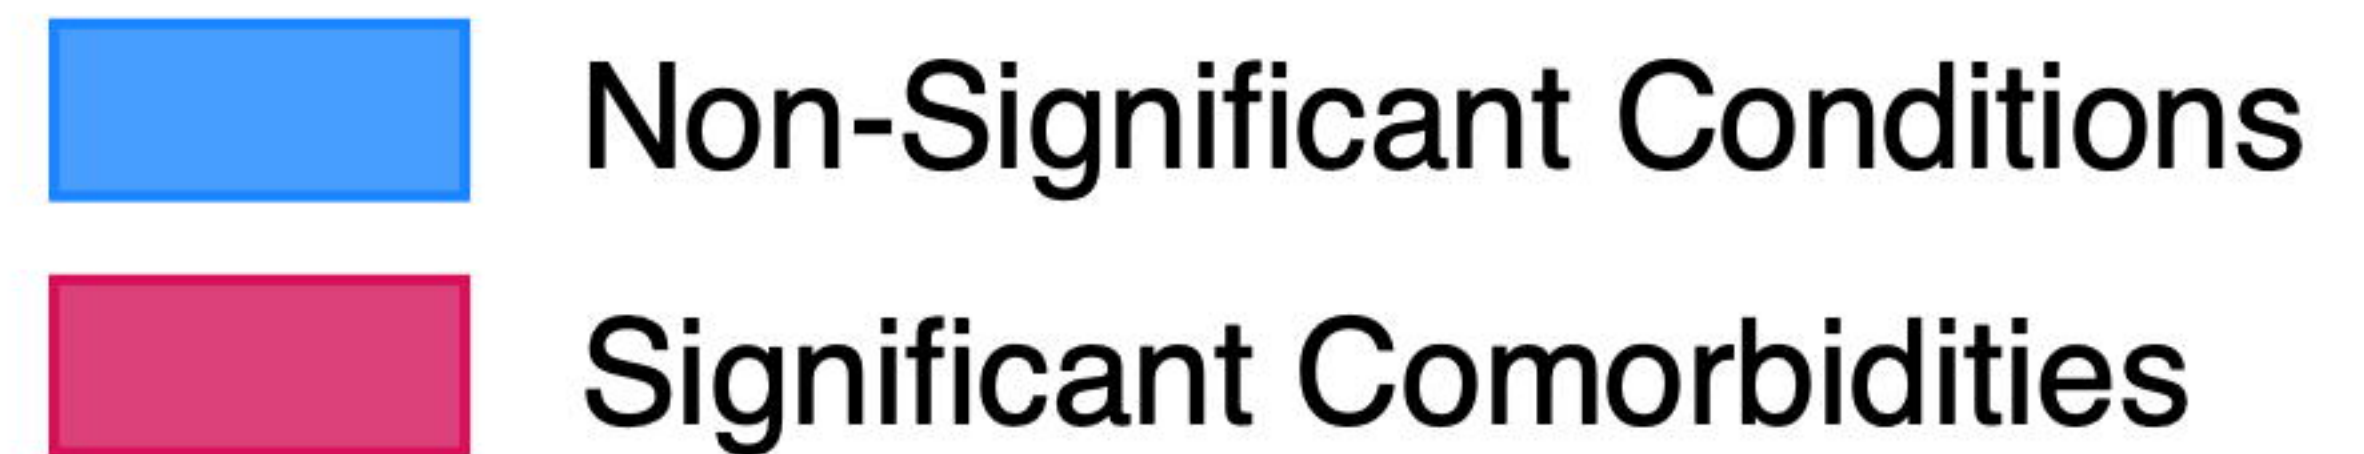 Non-Significant Conditions
Significant Comorbidities